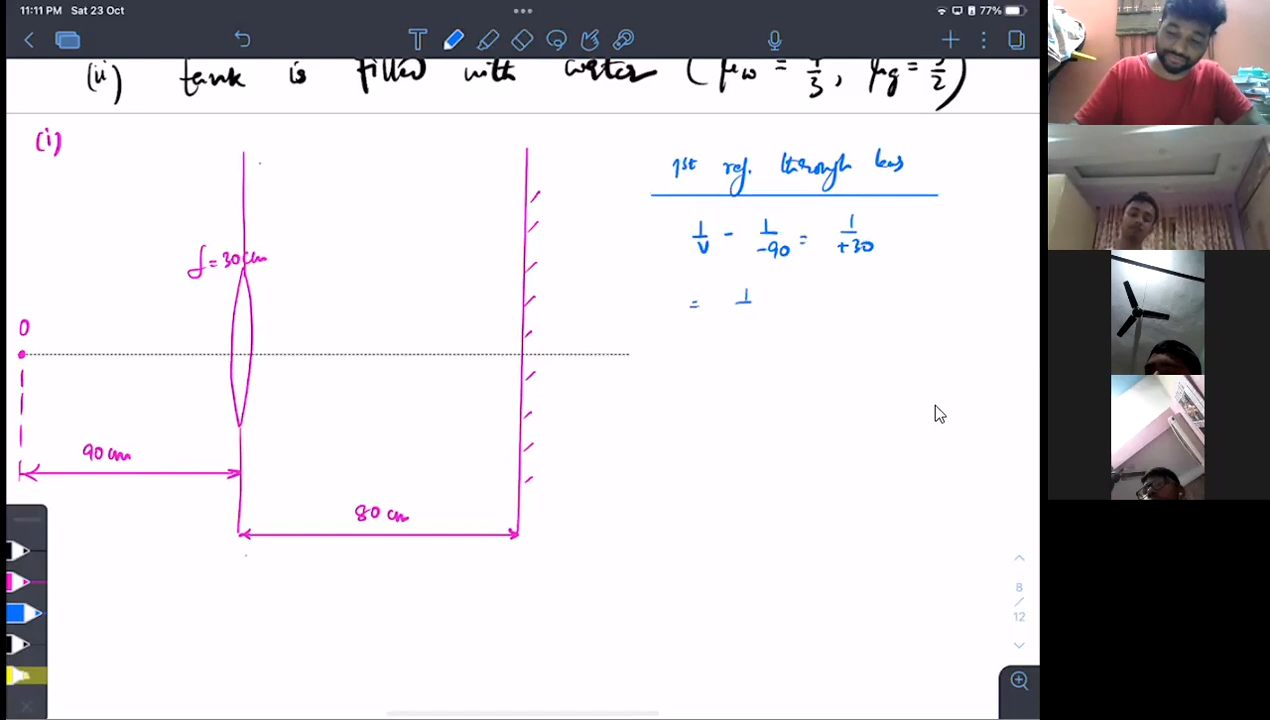 11:11 PM Sat 23 Oct
77%
(ii) tank is filled with water (μw = 4/3, μg = 3/2)
(i)
1st ref. through lens
1/v - 1/-90 = 1/+30
= 1
f = 30 cm
O
90 cm
80 cm
8
/
12